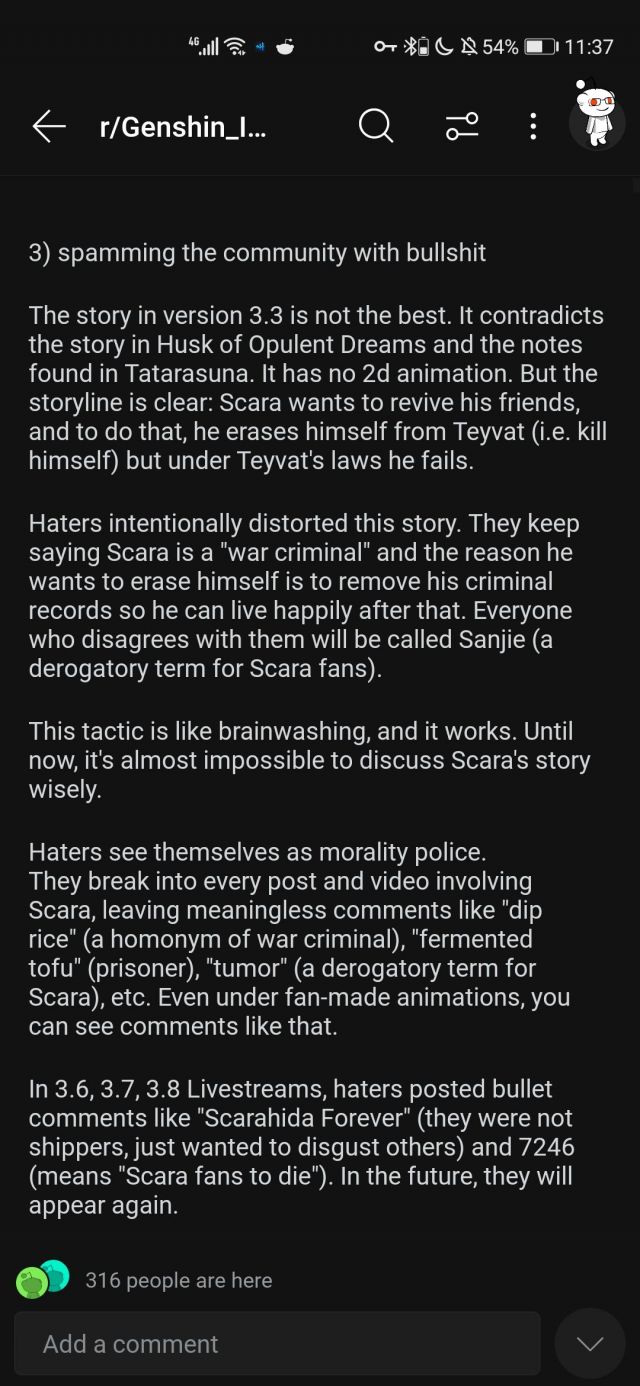 4G 54% 11:37
r/Genshin_I...
3) spamming the community with bullshit
The story in version 3.3 is not the best. It contradicts
the story in Husk of Opulent Dreams and the notes
found in Tatarasuna. It has no 2d animation. But the
storyline is clear: Scara wants to revive his friends,
and to do that, he erases himself from Teyvat (i.e. kill
himself) but under Teyvat's laws he fails.
Haters intentionally distorted this story. They keep
saying Scara is a "war criminal" and the reason he
wants to erase himself is to remove his criminal
records so he can live happily after that. Everyone
who disagrees with them will be called Sanjie (a
derogatory term for Scara fans).
This tactic is like brainwashing, and it works. Until
now, it's almost impossible to discuss Scara's story
wisely.
Haters see themselves as morality police.
They break into every post and video involving
Scara, leaving meaningless comments like "dip
rice" (a homonym of war criminal), "fermented
tofu" (prisoner), "tumor" (a derogatory term for
Scara), etc. Even under fan-made animations, you
can see comments like that.
In 3.6, 3.7, 3.8 Livestreams, haters posted bullet
comments like "Scarahida Forever" (they were not
shippers, just wanted to disgust others) and 7246
(means "Scara fans to die"). In the future, they will
appear again.
316 people are here
Add a comment